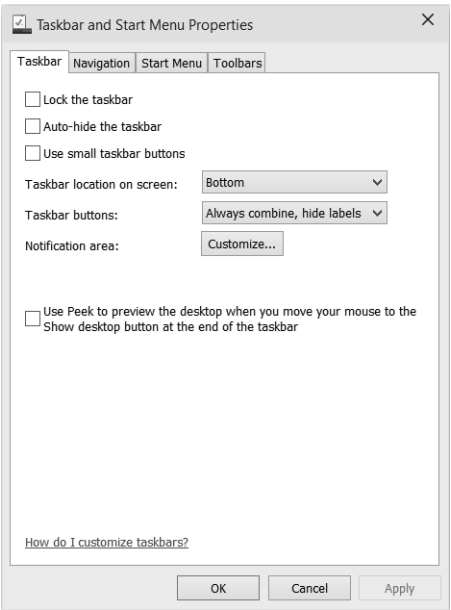 Taskbar and Start Menu Properties
Taskbar Navigation Start Menu Toolbars
Lock the taskbar
Auto-hide the taskbar
Use small taskbar buttons
Taskbar location on screen: Bottom
Taskbar buttons: Always combine, hide labels
Notification area: Customize...
Use Peek to preview the desktop when you move your mouse to the
Show desktop button at the end of the taskbar
How do I customize taskbars?
OK Cancel Apply